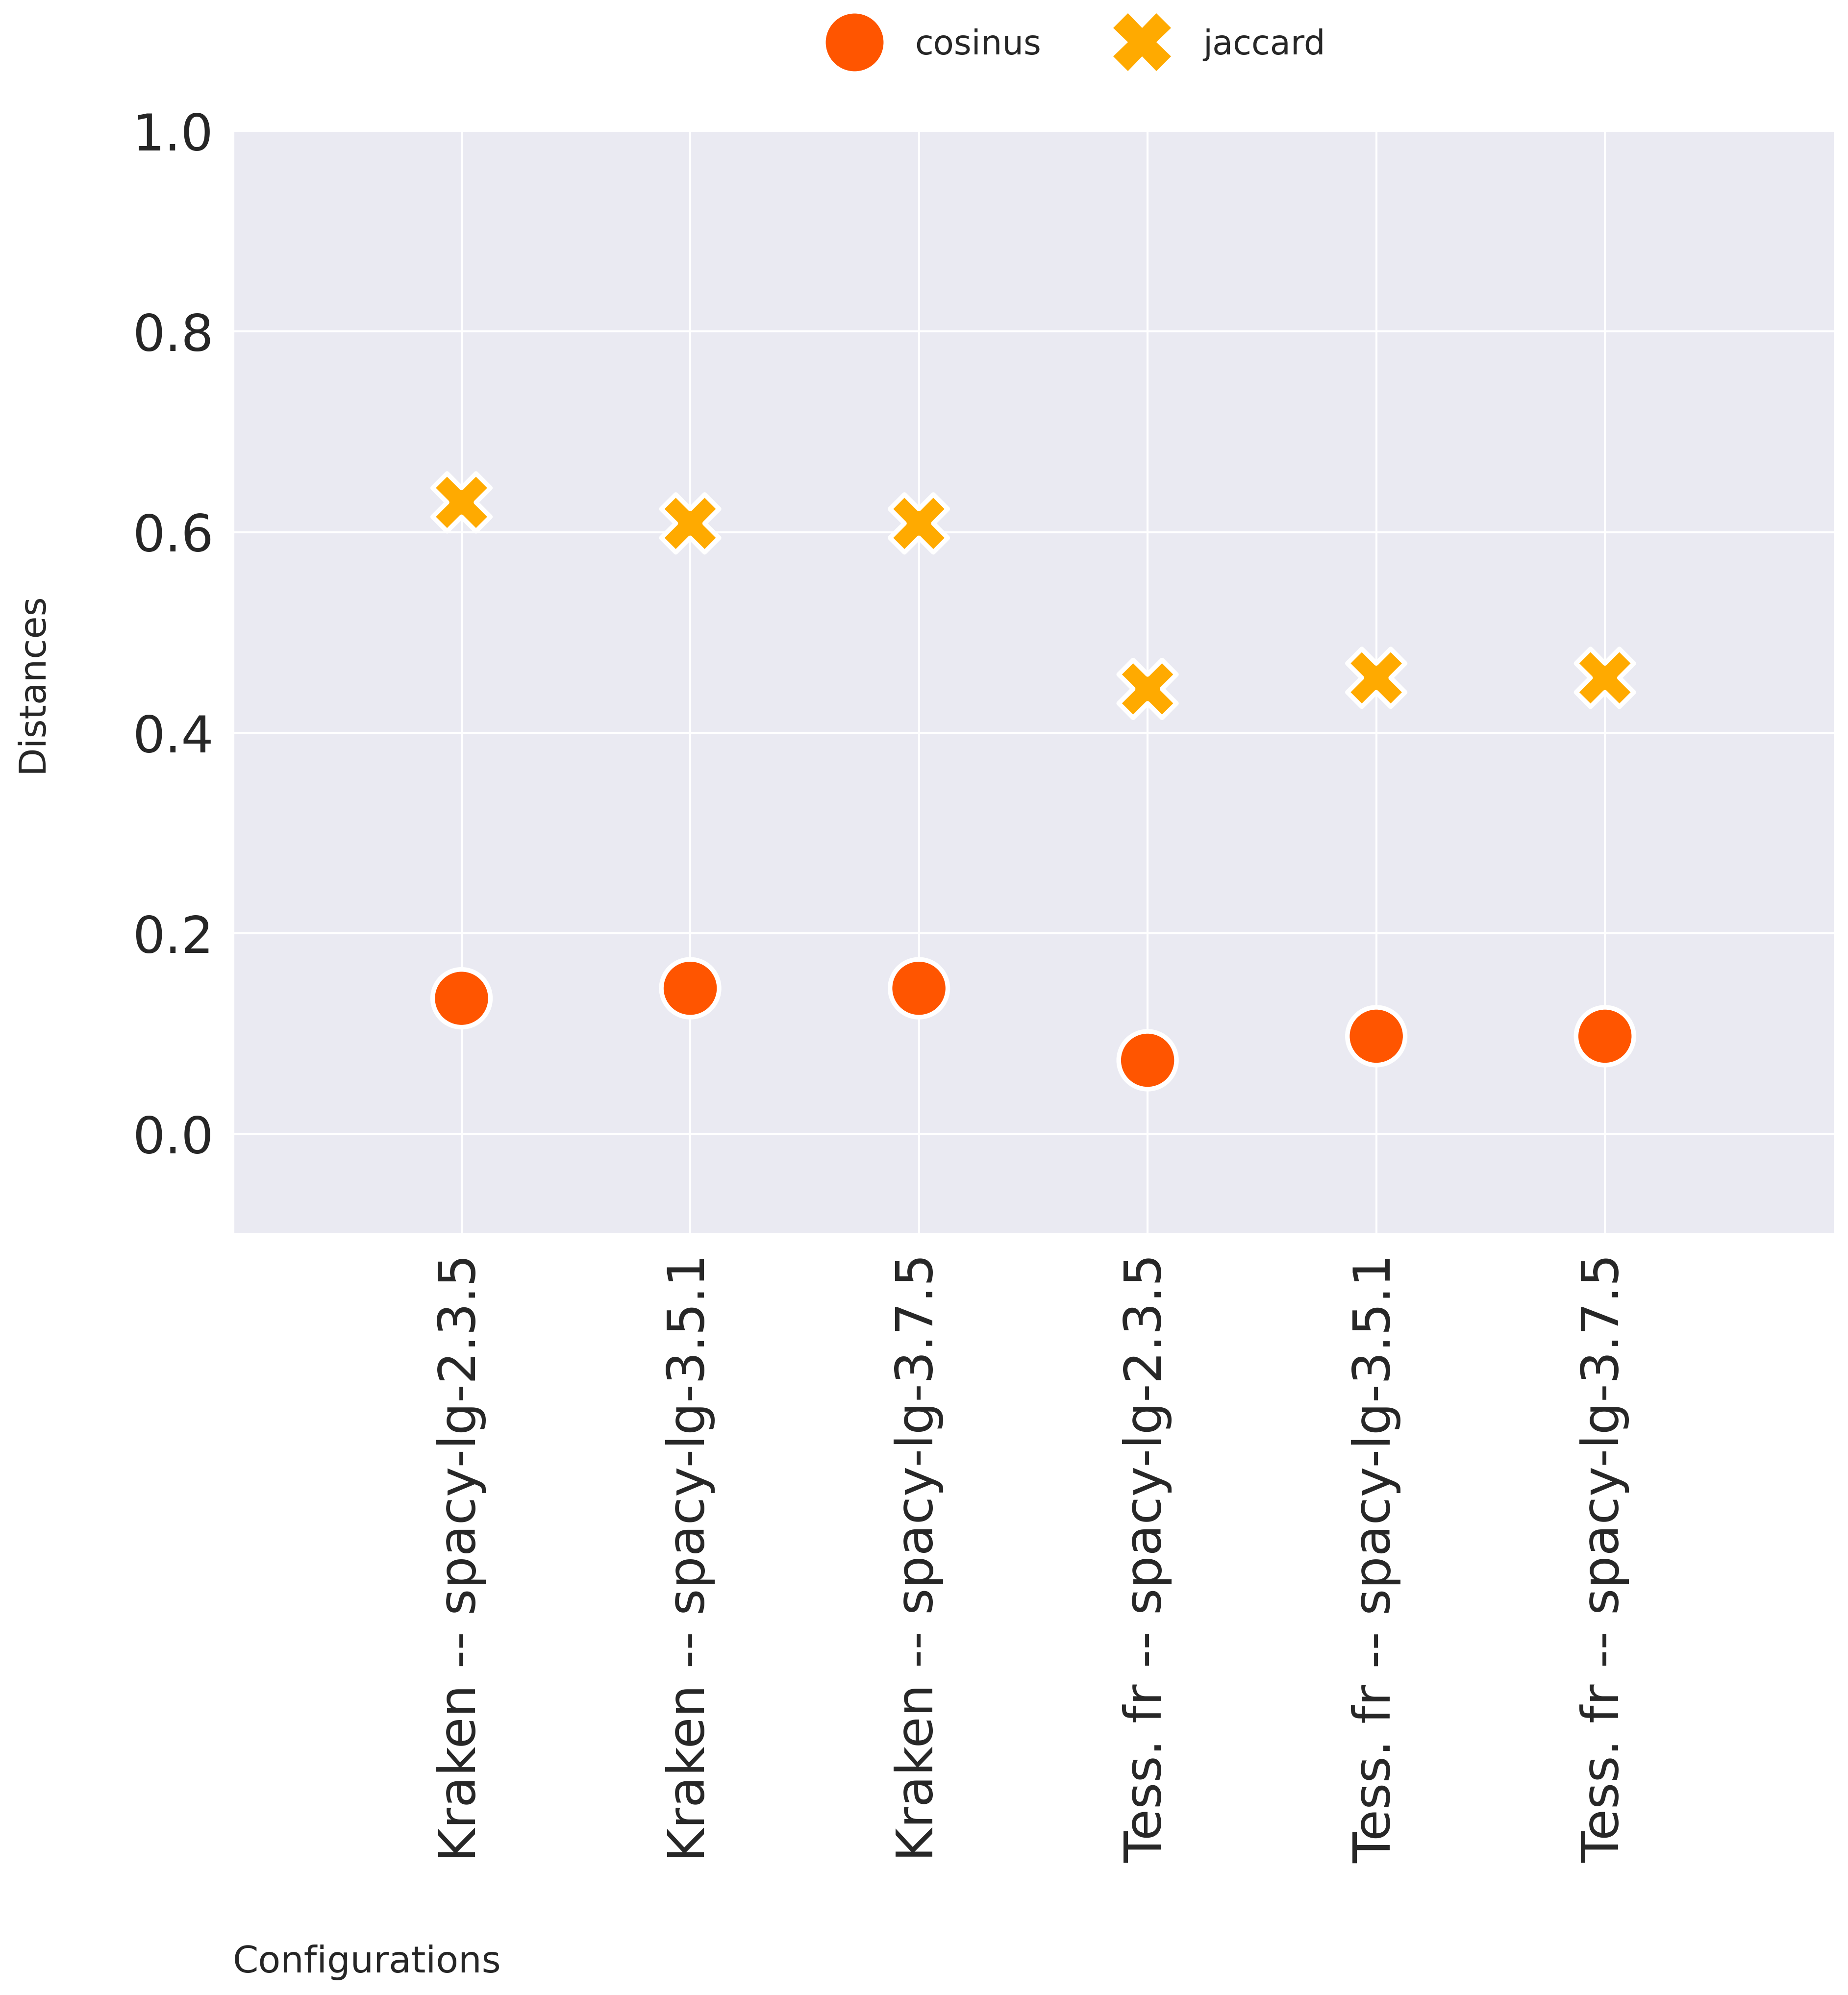 cosinus jaccard
1.0
0.8
0.6
0.4
0.2
0.0
Distances
Kraken -- spacy-lg-2.3.5
Kraken -- spacy-lg-3.5.1
Kraken -- spacy-lg-3.7.5
Tess. fr -- spacy-lg-2.3.5
Tess. fr -- spacy-lg-3.5.1
Tess. fr -- spacy-lg-3.7.5
Configurations